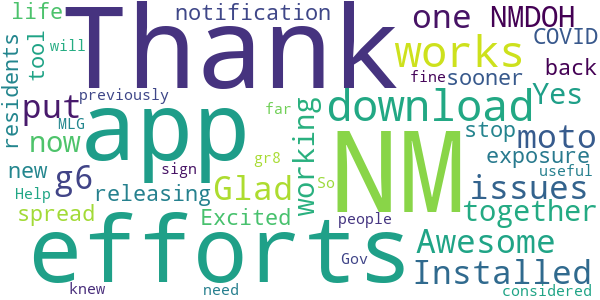 life
Thank
notification
one
NMDOH
residents
tool
will
works
COVID
fine
sooner
back
put
previously
app
far
download
Yes
now
MLG
NM
working
stop
moto
new
sign
gr8
exposure
g6
Help
releasing
Glad
issues
useful
spread
Excited
So
people
together
efforts
Gov
Awesome
Installed
knew
need
considered